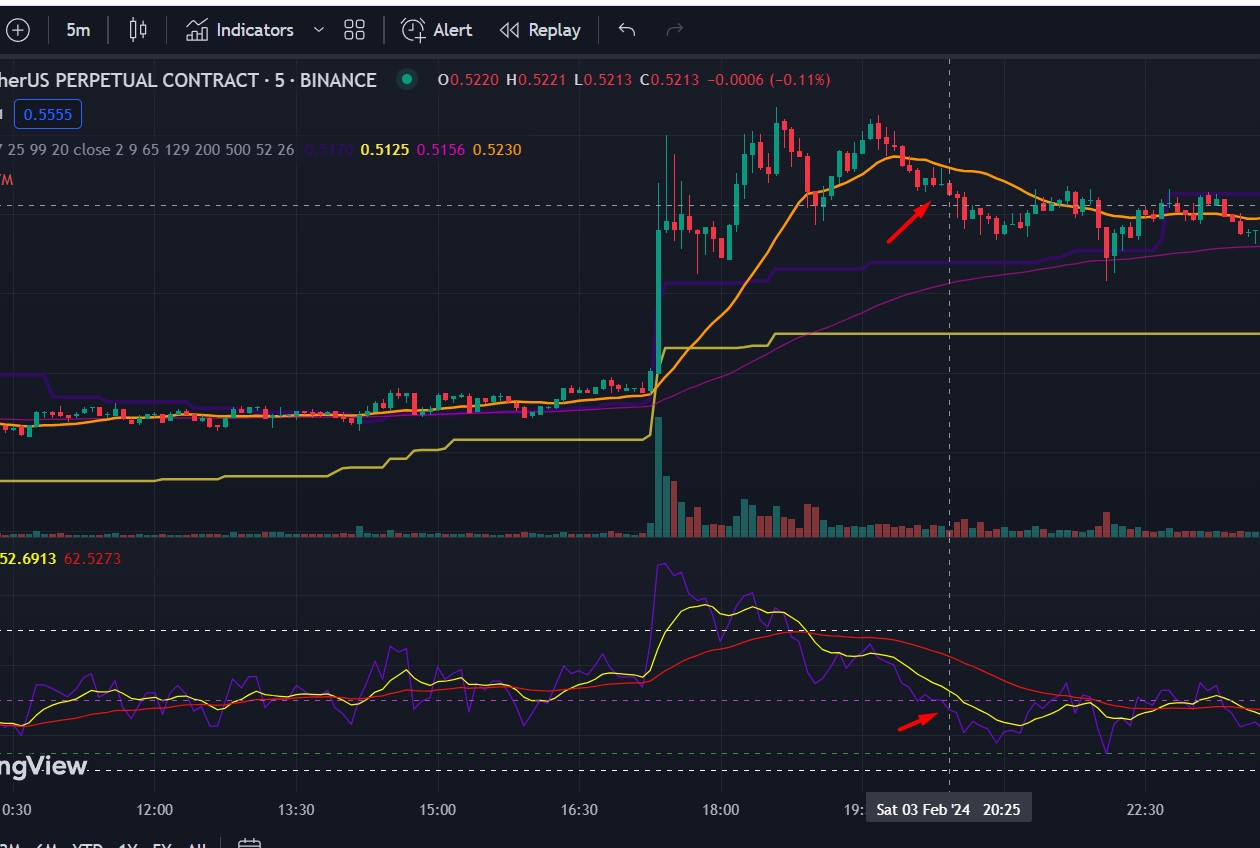 5m Indicators Alert Replay
herUS PERPETUAL CONTRACT · 5 · BINANCE O0.5220 H0.5221 L0.5213 C0.5213 −0.0006 (−0.11%)
0.5555
25 99 20 close 2 9 65 129 200 500 52 26 0.5170 0.5125 0.5156 0.5230
52.6913 62.5273
ngView
0:30 12:00 13:30 15:00 16:30 18:00 19: Sat 03 Feb '24 20:25 22:30